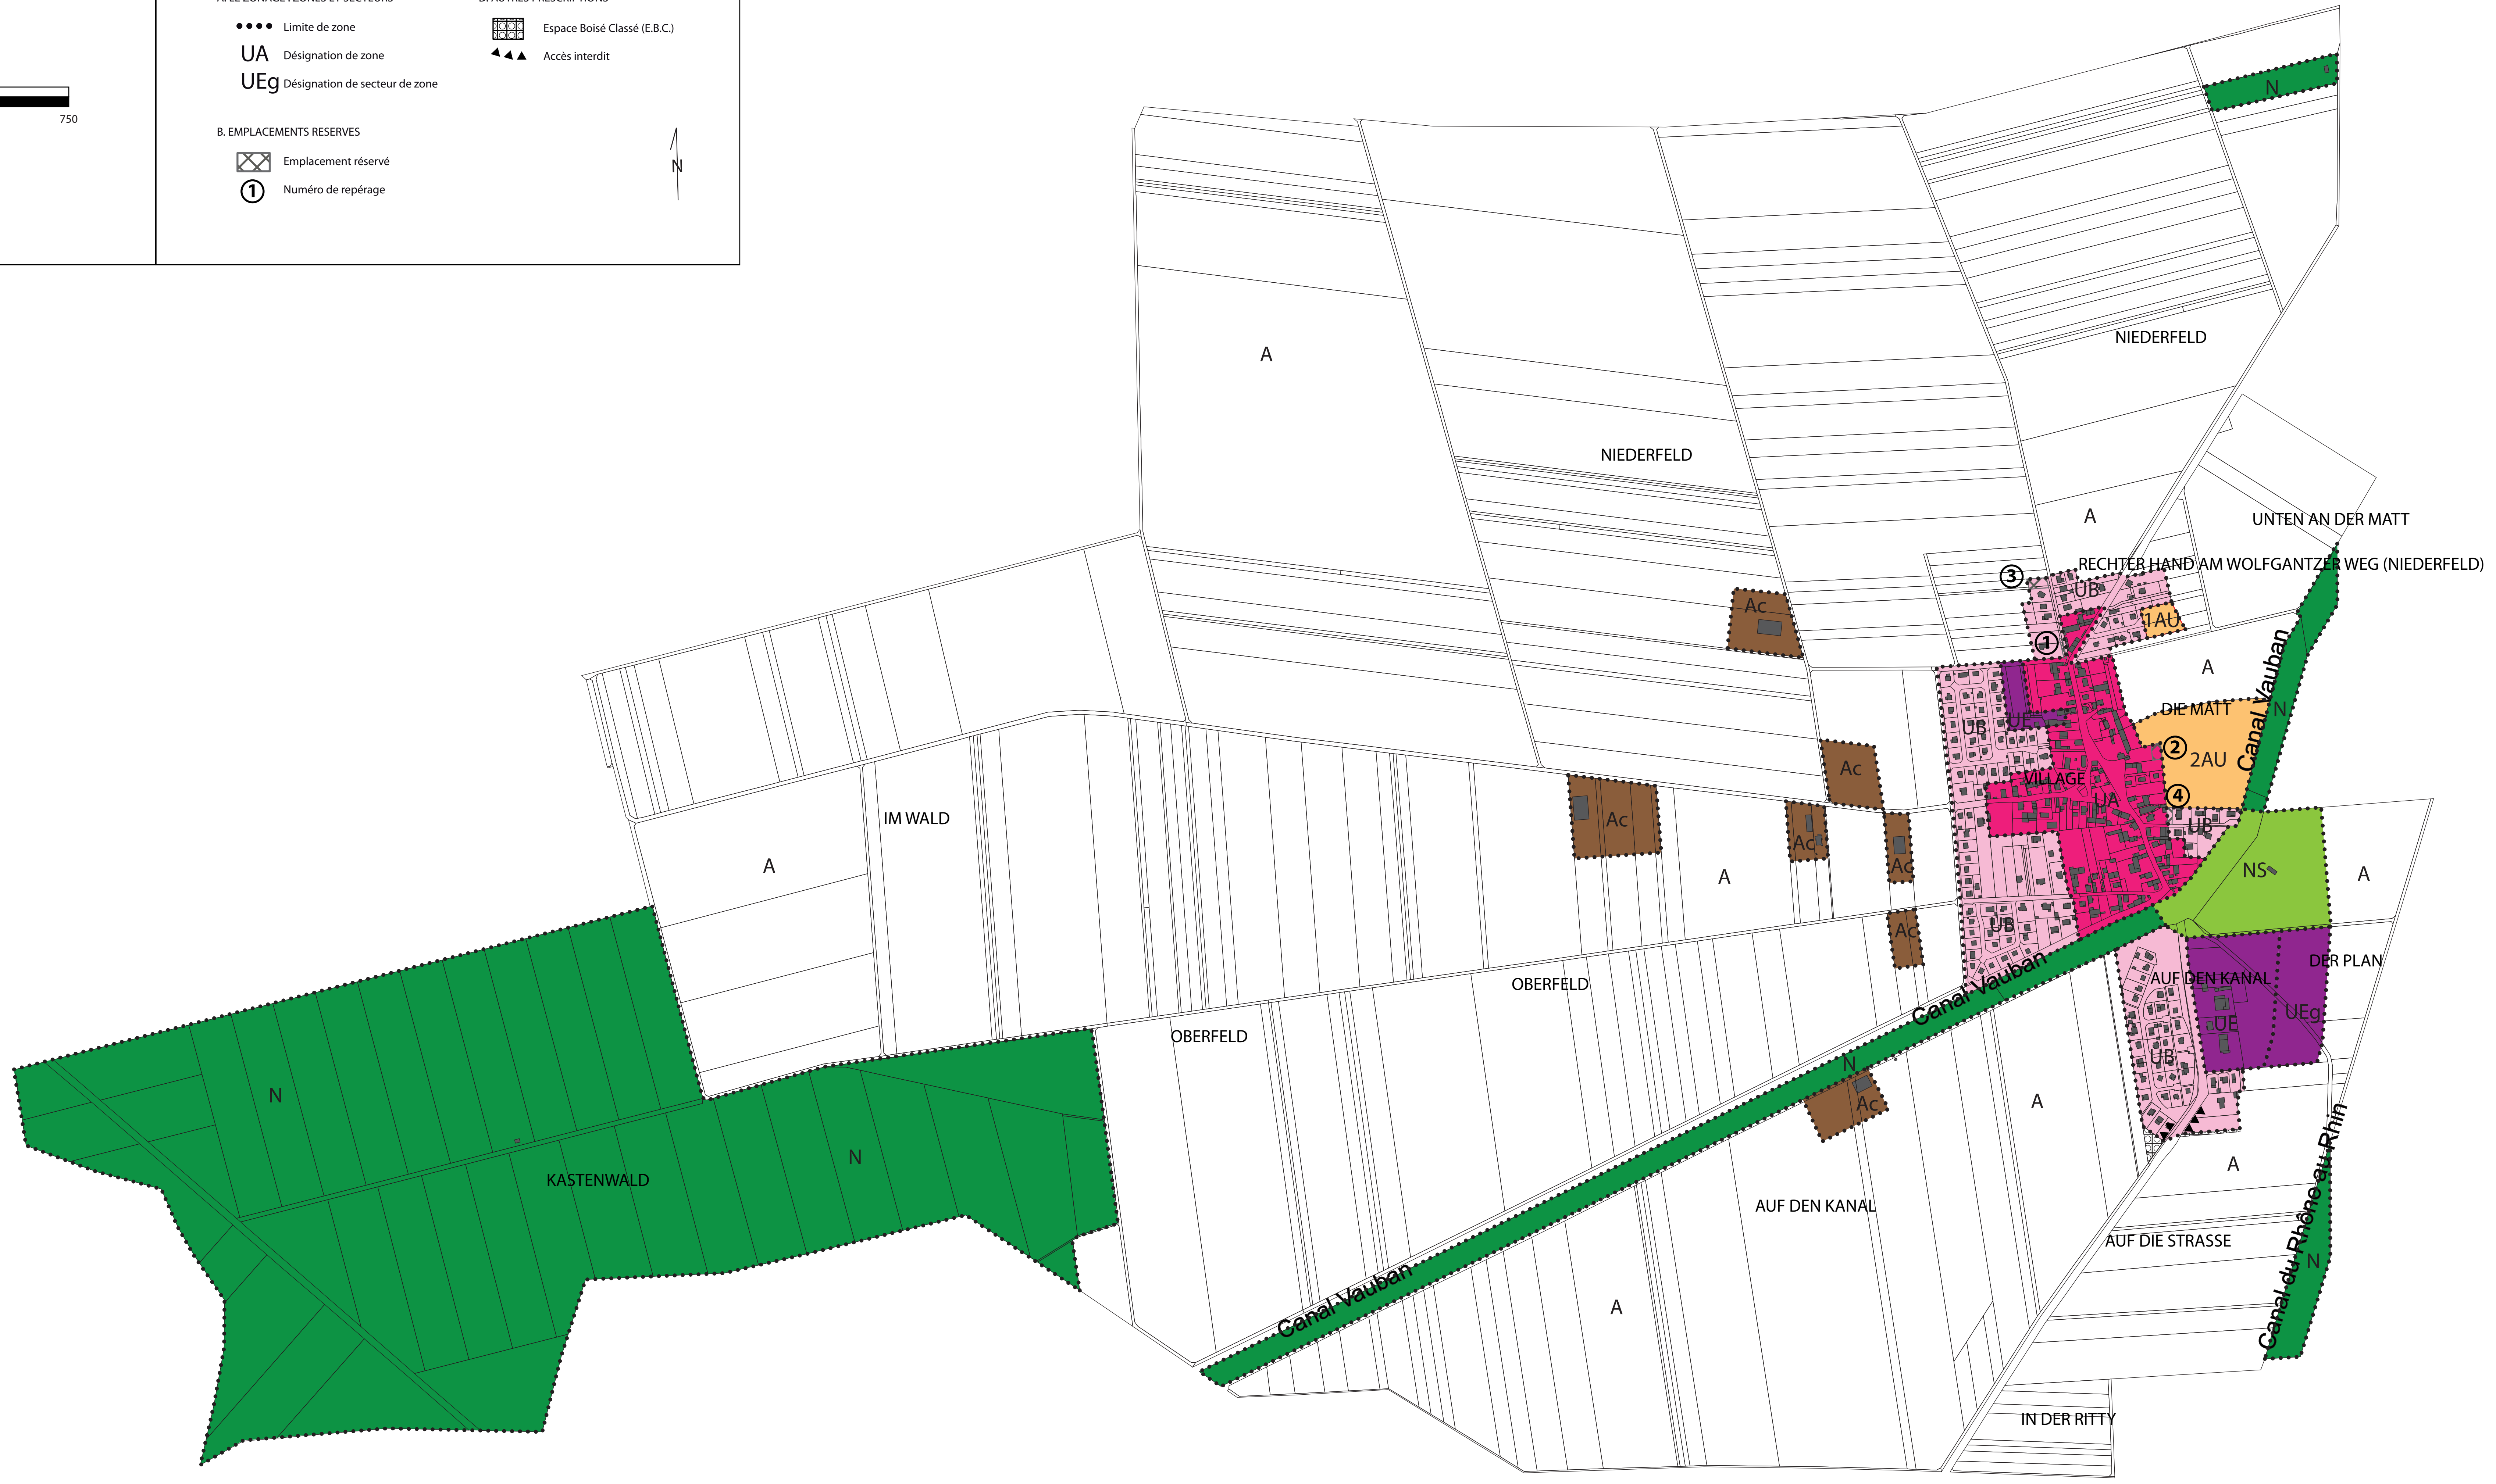 Limite de zone
UA Désignation de zone
UEg Désignation de secteur de zone
Espace Boisé Classé (E.B.C.)
Accès interdit
750
B. EMPLACEMENTS RESERVES
Emplacement réservé
1 Numéro de repérage
N
N
A
NIEDERFELD
NIEDERFELD
A
UNTEN AN DER MATT
RECHTER HAND AM WOLFGANTZER WEG (NIEDERFELD)
3
UB
Ac
1AU
1
A
Canal Vauban
N
DIE MATT
UE
UB
2
2AU
Ac
VILLAGE
4
UA
IM WALD
Ac
Ac
UB
A
Ac
A
NS
A
Ac
UB
DER PLAN
AUF DEN KANAL
OBERFELD
Canal Vauban
UEg
UE
OBERFELD
UB
N
N
Ac
A
N
KASTENWALD
A
Canal du Rhône au Rhin
AUF DEN KANAL
AUF DIE STRASSE
N
Canal Vauban
A
IN DER RITTY